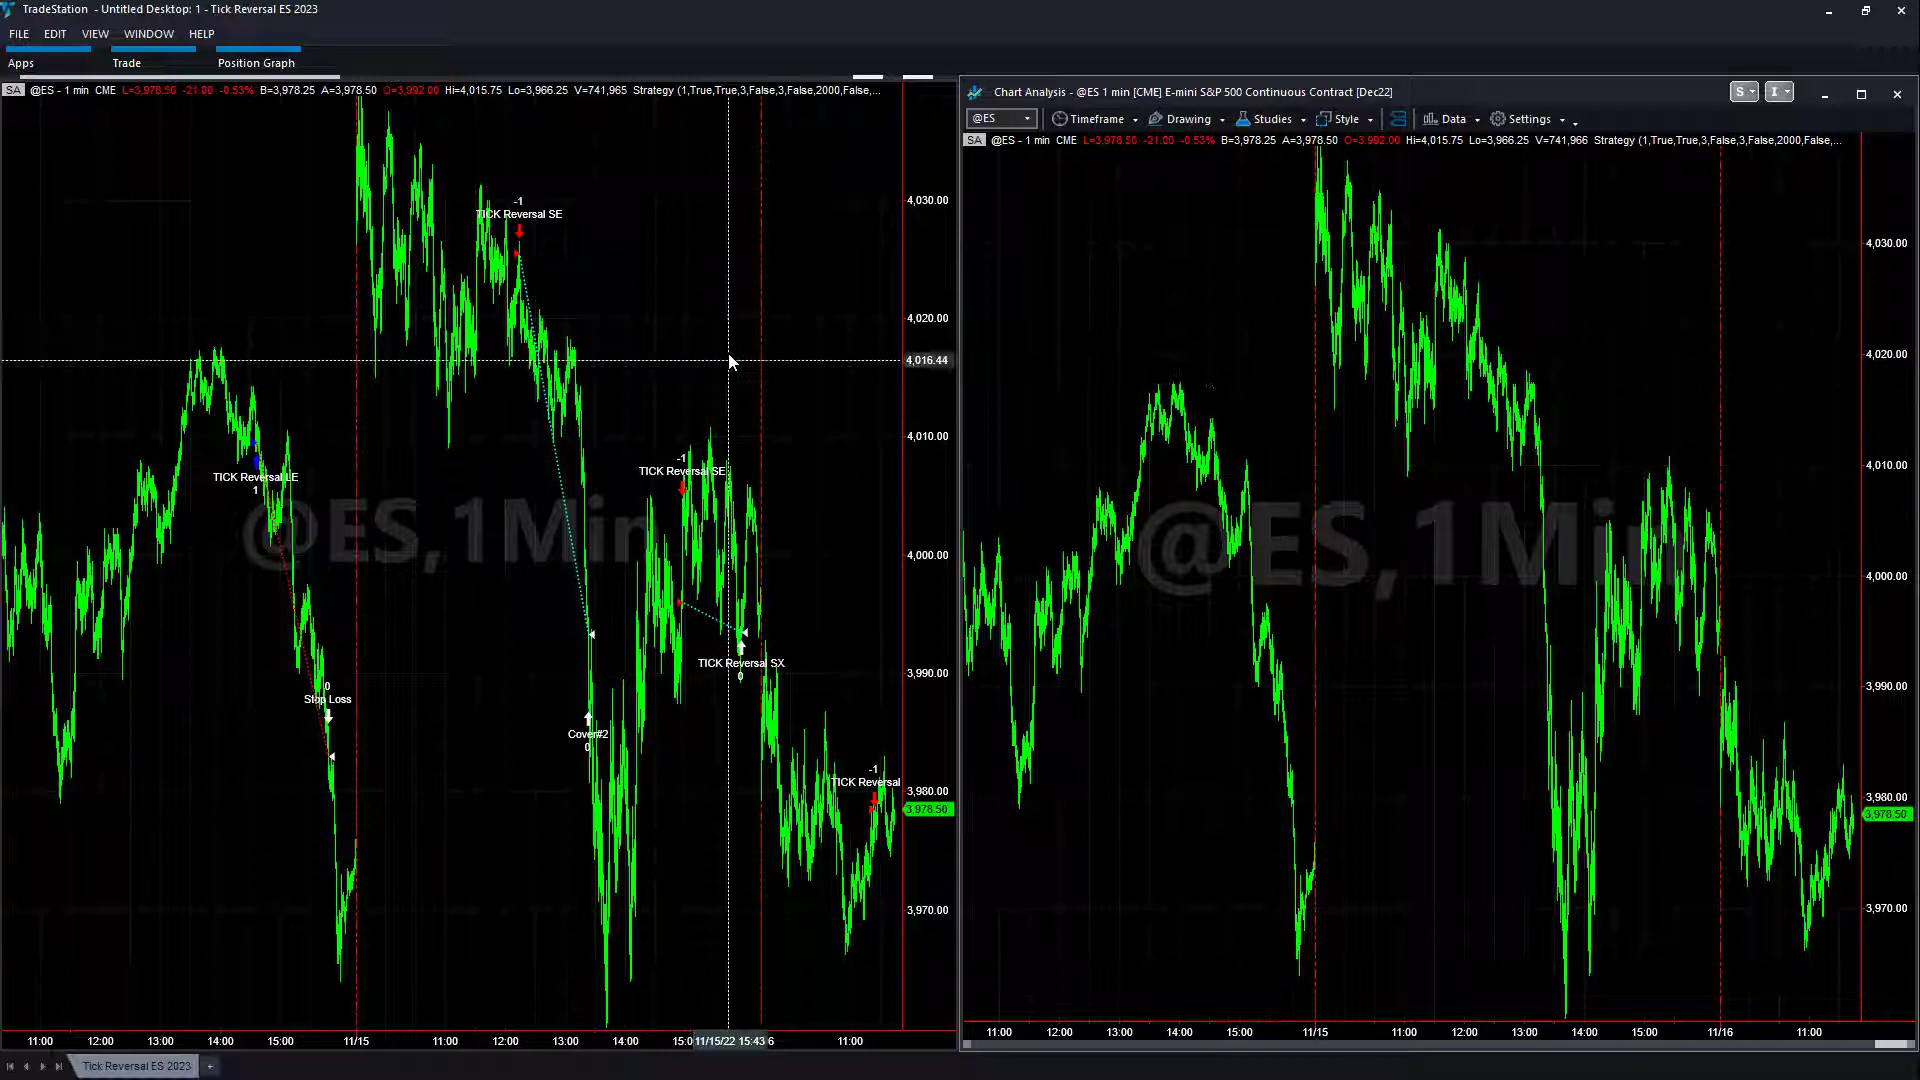 TradeStation - Untitled Desktop: 1 - Tick Reversal ES 2023
FILE EDIT VIEW WINDOW HELP
Apps Trade Position Graph
SA @ES - 1 min CME L=3,978.50 -21.00 -0.53% B=3,978.25 A=3,978.50 O=3,992.00 Hi=4,015.75 Lo=3,966.25 V=741,965 Strategy (1,True,True,3,False,3,False,2000,False,...
-1
TICK Reversal SE
4,030.00
4,020.00
4,016.44
4,010.00
TICK Reversal LE
1
-1
TICK Reversal SE
@ES,1Min
4,000.00
TICK Reversal SX
0
3,990.00
0
Stop Loss
Cover#2
0
-1
TICK Reversal
3,980.00
3,978.50
3,970.00
11:00 12:00 13:00 14:00 15:00 11/15 11:00 12:00 13:00 14:00 15:0 11/15/22 15:43 6 11:00
Chart Analysis - @ES 1 min [CME] E-mini S&P 500 Continuous Contract [Dec22]
S I
@ES Timeframe Drawing Studies Style Data Settings
SA @ES - 1 min CME L=3,978.50 -21.00 -0.53% B=3,978.25 A=3,978.50 O=3,992.00 Hi=4,015.75 Lo=3,966.25 V=741,966 Strategy (1,True,True,3,False,3,False,2000,False,...
4,030.00
4,020.00
4,010.00
@ES,1Min
4,000.00
3,990.00
3,980.00
3,978.50
3,970.00
11:00 12:00 13:00 14:00 15:00 11/15 11:00 12:00 13:00 14:00 15:00 11/16 11:00
Tick Reversal ES 2023 +